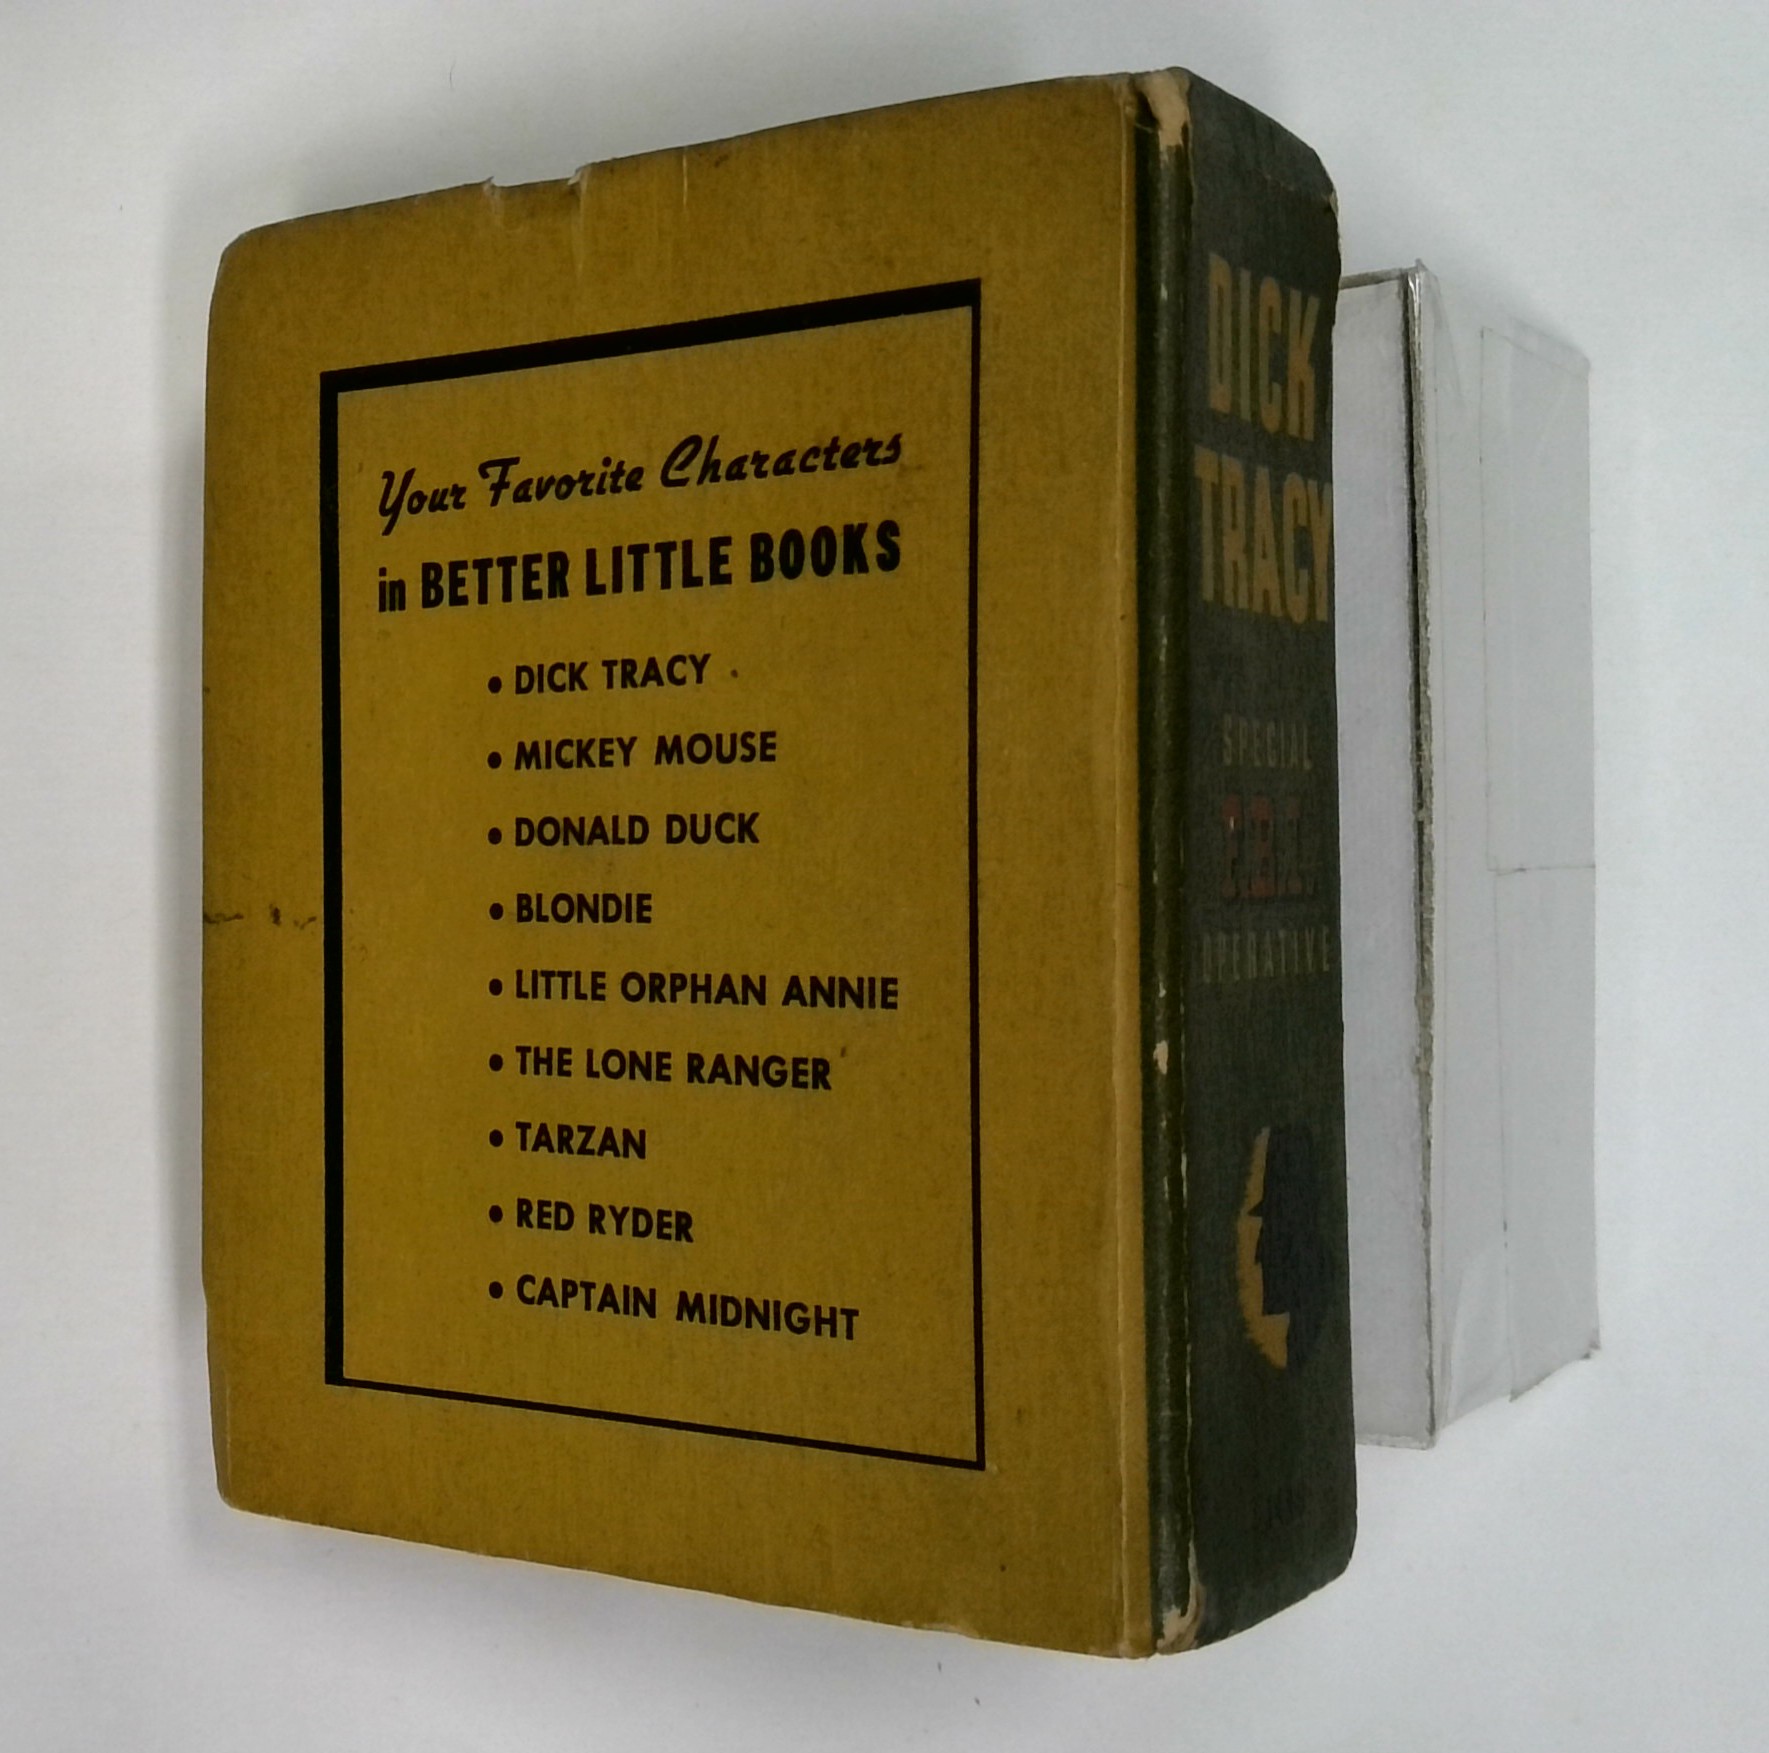 Your Favorite Characters
in BETTER LITTLE BOOKS
• DICK TRACY
• MICKEY MOUSE
• DONALD DUCK
• BLONDIE
• LITTLE ORPHAN ANNIE
• THE LONE RANGER
• TARZAN
• RED RYDER
• CAPTAIN MIDNIGHT
DICK
TRACY
SPECIAL
F.B.I.
OPERATIVE